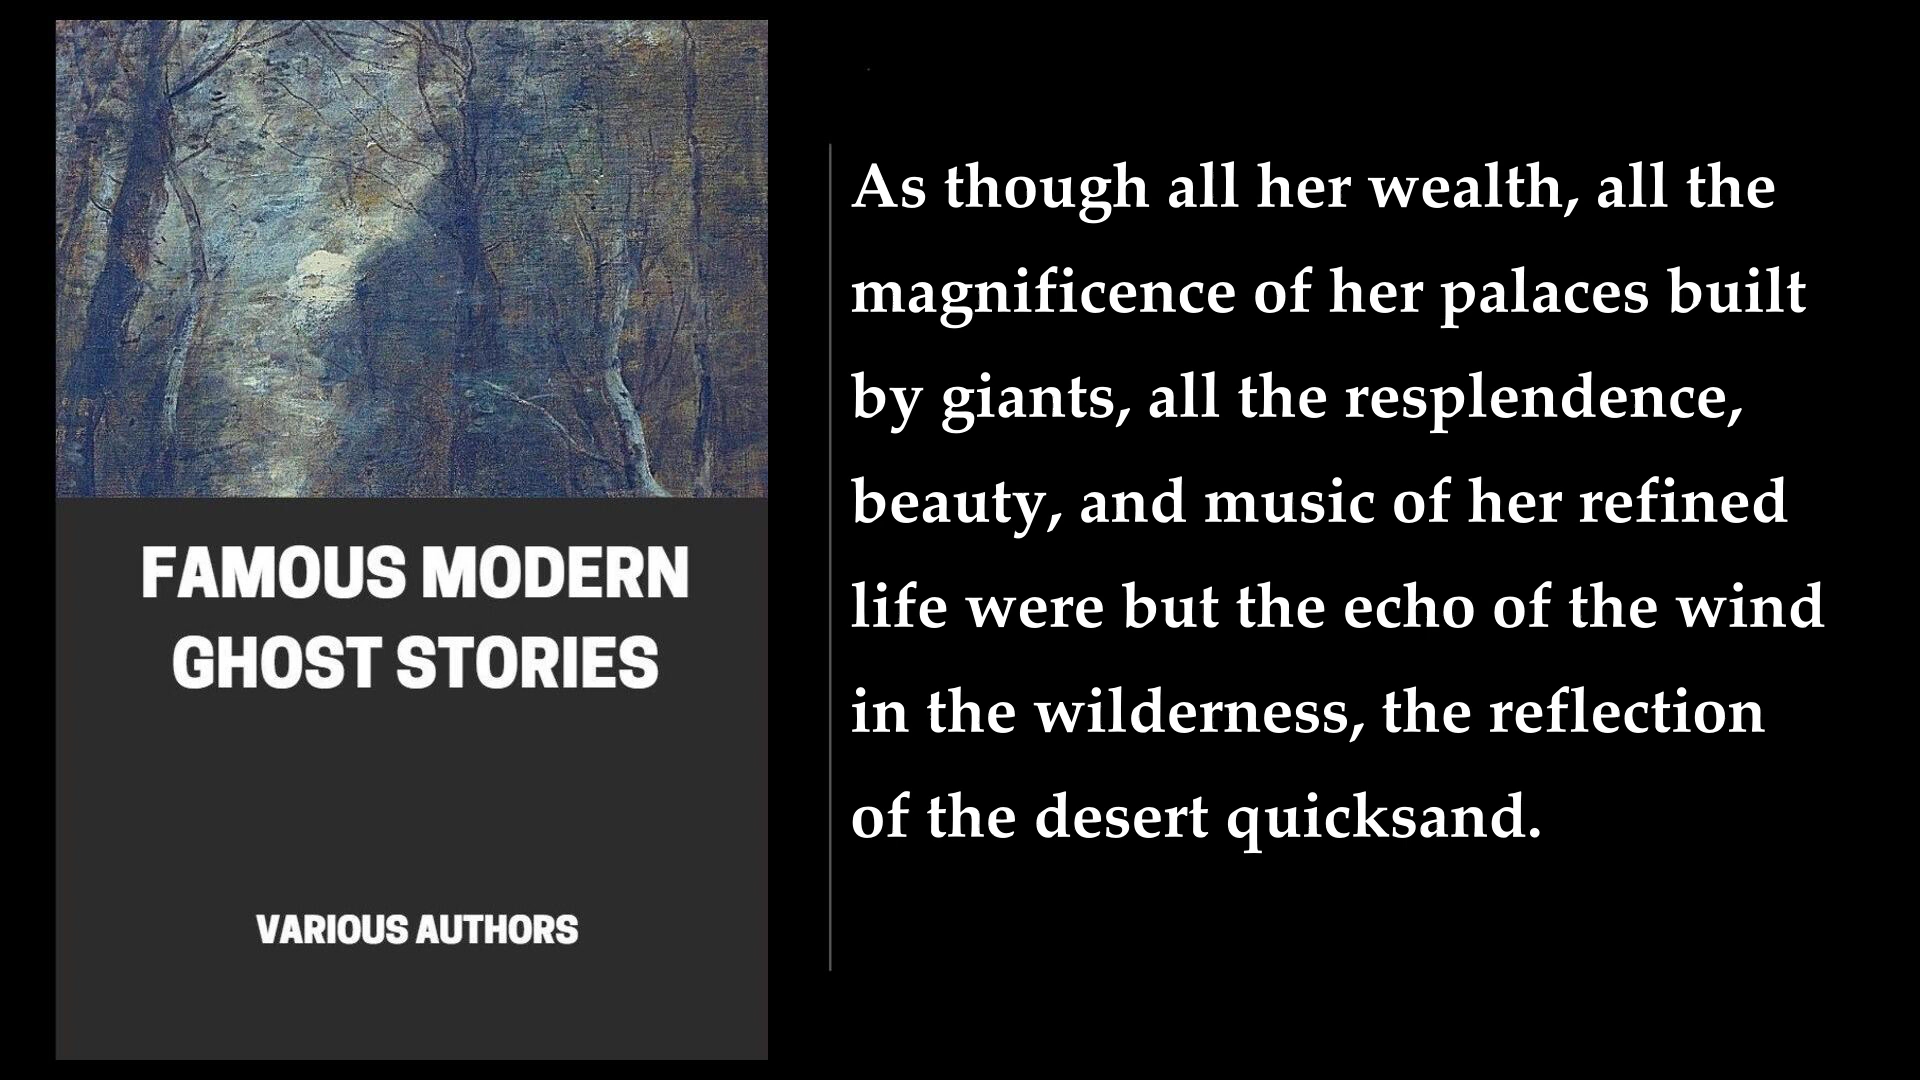 FAMOUS MODERN
GHOST STORIES
VARIOUS AUTHORS
As though all her wealth, all the
magnificence of her palaces built
by giants, all the resplendence,
beauty, and music of her refined
life were but the echo of the wind
in the wilderness, the reflection
of the desert quicksand.